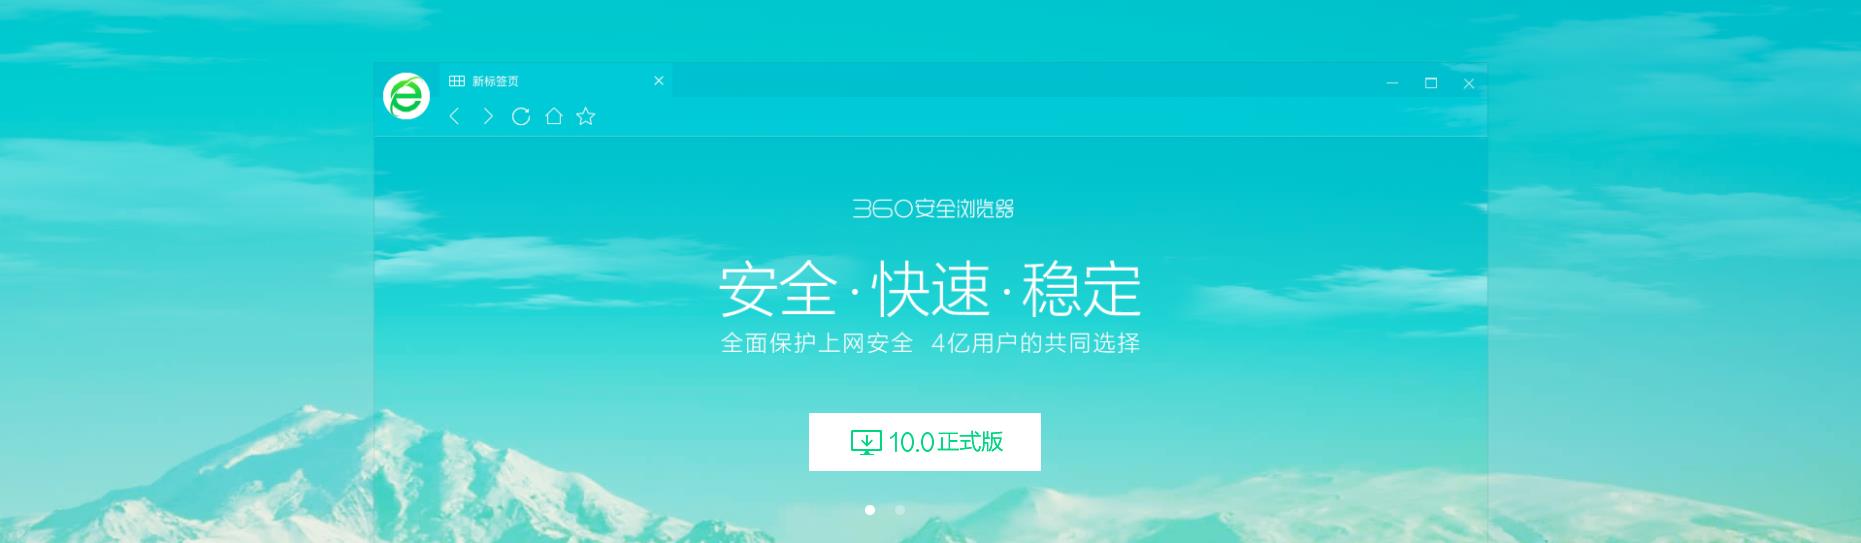 新标签页
360安全浏览器
安全·快速·稳定
全面保护上网安全 4亿用户的共同选择
10.0正式版